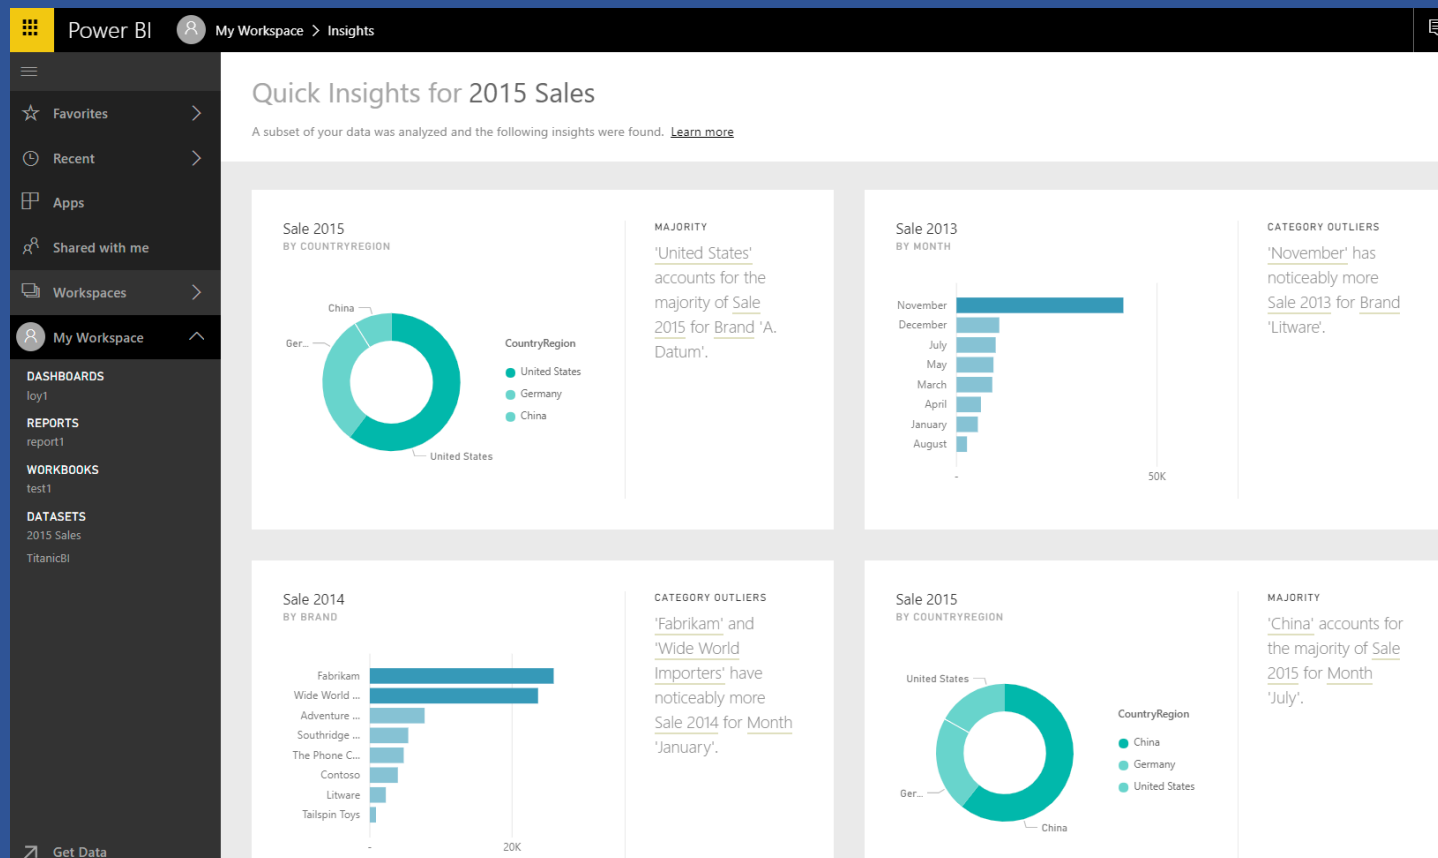 Power BI
My Workspace > Insights
Favorites
Recent
Apps
Shared with me
Workspaces
My Workspace
DASHBOARDS
loy1
REPORTS
report1
WORKBOOKS
test1
DATASETS
2015 Sales
TitanicBI
Get Data
Quick Insights for 2015 Sales
A subset of your data was analyzed and the following insights were found. Learn more
Sale 2015
BY COUNTRYREGION
China
Ger...
United States
CountryRegion
United States
Germany
China
MAJORITY
'United States'
accounts for the
majority of Sale
2015 for Brand 'A.
Datum'.
Sale 2013
BY MONTH
November
December
July
May
March
April
January
August
-
50K
CATEGORY OUTLIERS
'November' has
noticeably more
Sale 2013 for Brand
'Litware'.
Sale 2014
BY BRAND
Fabrikam
Wide World ...
Adventure ...
Southridge ...
The Phone C...
Contoso
Litware
Tailspin Toys
-
20K
CATEGORY OUTLIERS
'Fabrikam' and
'Wide World
Importers' have
noticeably more
Sale 2014 for Month
'January'.
Sale 2015
BY COUNTRYREGION
United States
Ger...
China
CountryRegion
China
Germany
United States
MAJORITY
'China' accounts for
the majority of Sale
2015 for Month
'July'.